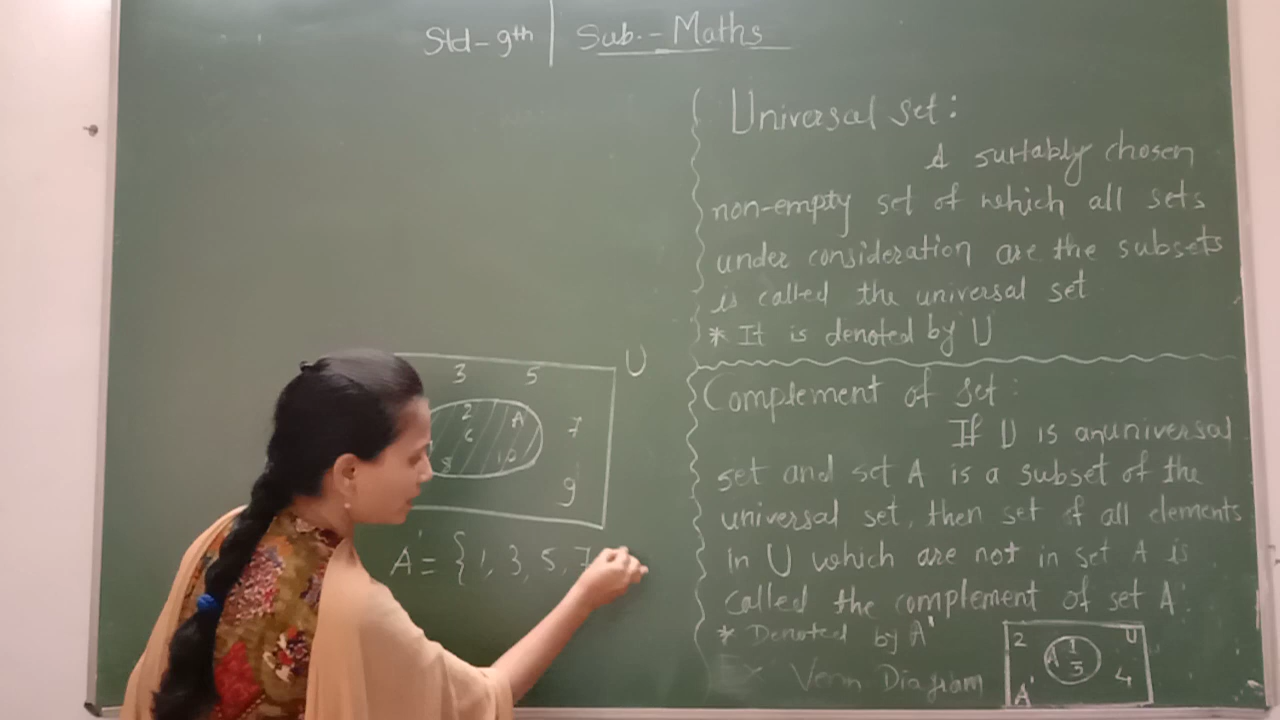 Std-9th | Sub.- Maths
Universal set:
A suitably chosen
non-empty set of which all sets
under consideration are the subsets
is called the universal set
* It is denoted by U
Complement of set:
If U is an universal
set and set A is a subset of the
universal set, then set of all elements
in U which are not in set A is
called the complement of set A.
* Denoted by A'
Ex Venn Diagram
2 U
A 1
5
4
A'
U
3 5
2 A
6 7
8 10
9
A' = {1, 3, 5, 7